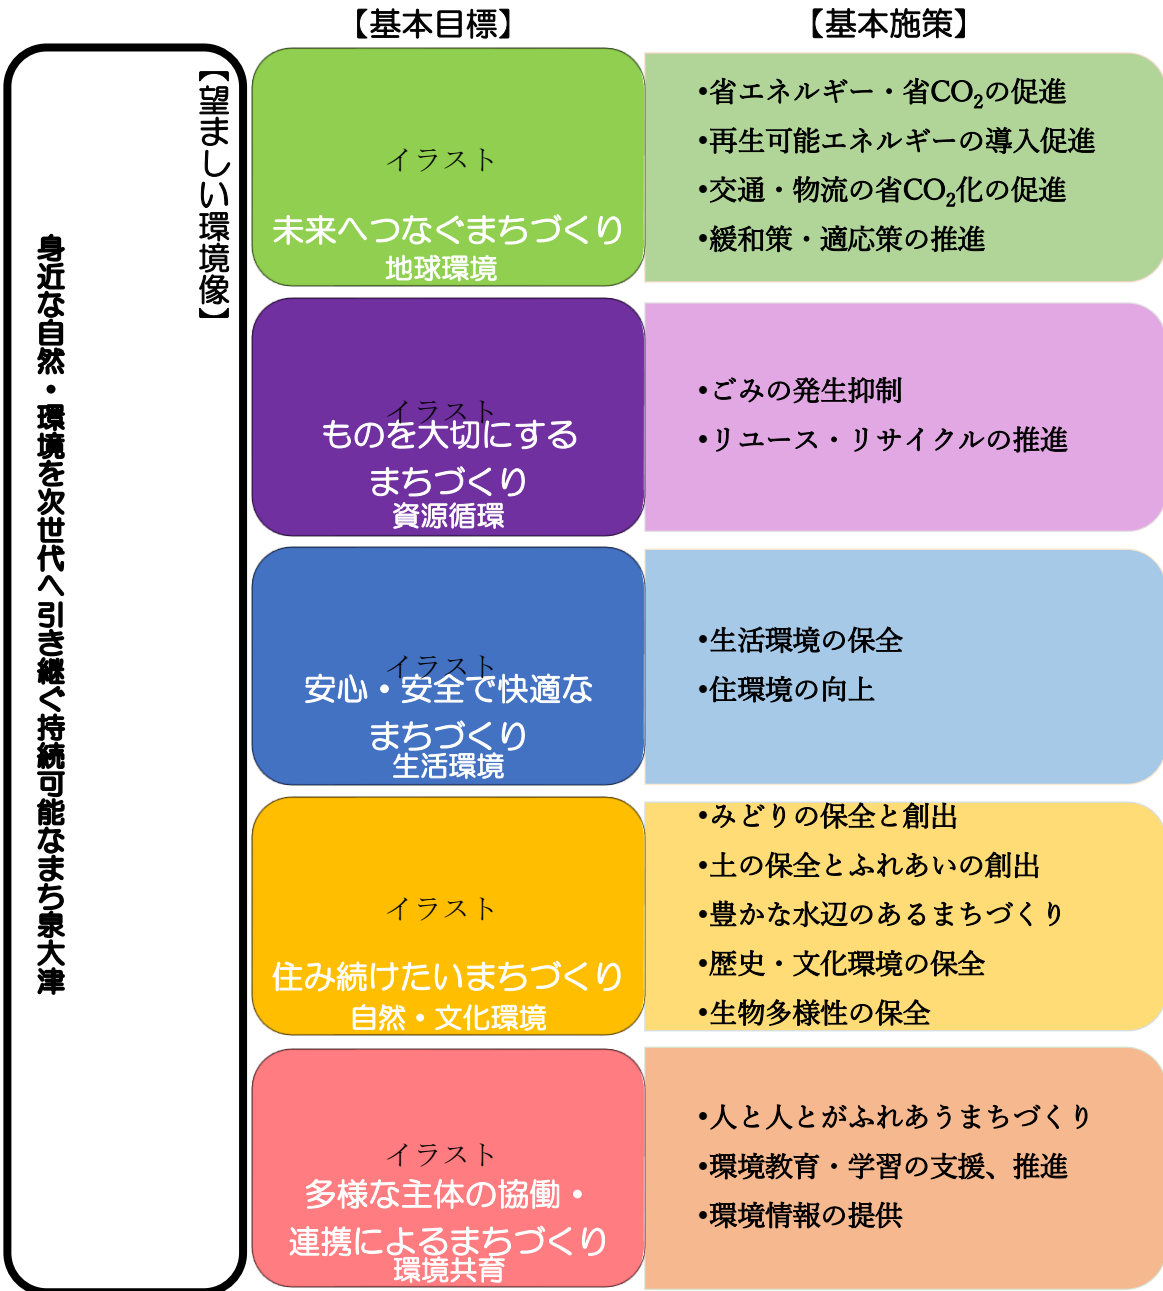 【望ましい環境像】
身近な自然・環境を次世代へ引き継ぐ持続可能なまち泉大津
【基本目標】
【基本施策】
イラスト
未来へつなぐまちづくり
地球環境
•省エネルギー・省CO₂の促進
•再生可能エネルギーの導入促進
•交通・物流の省CO₂化の促進
•緩和策・適応策の推進
イラスト
ものを大切にする
まちづくり
資源循環
•ごみの発生抑制
•リユース・リサイクルの推進
イラスト
安心・安全で快適な
まちづくり
生活環境
•生活環境の保全
•住環境の向上
イラスト
住み続けたいまちづくり
自然・文化環境
•みどりの保全と創出
•土の保全とふれあいの創出
•豊かな水辺のあるまちづくり
•歴史・文化環境の保全
•生物多様性の保全
イラスト
多様な主体の協働・
連携によるまちづくり
環境共育
•人と人とがふれあうまちづくり
•環境教育・学習の支援、推進
•環境情報の提供